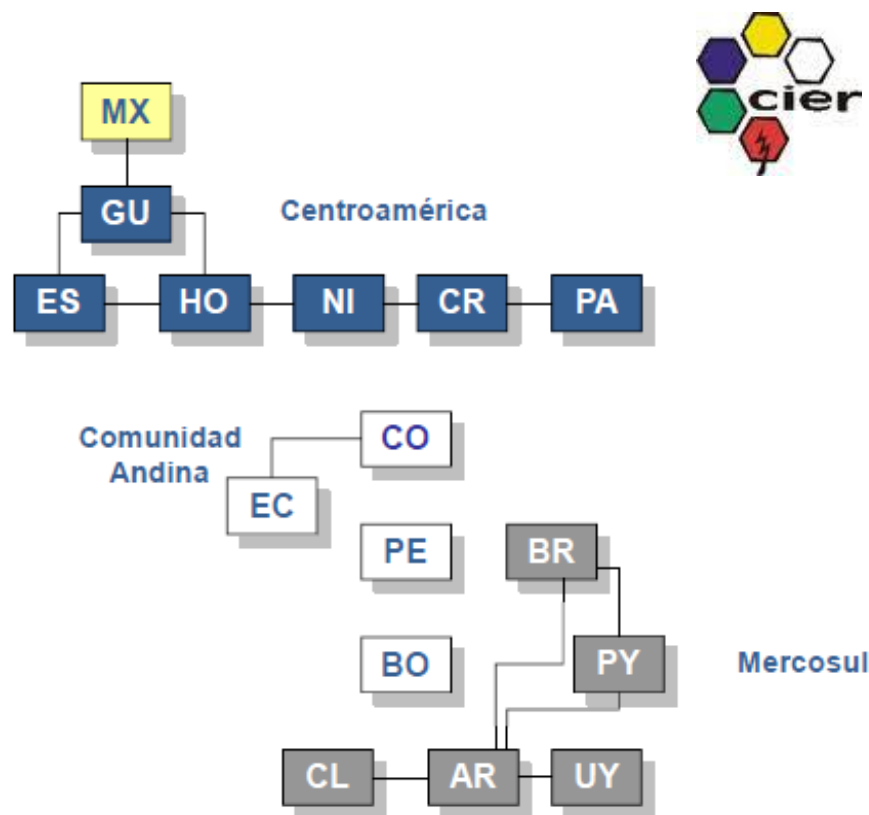 cier
MX
GU
Centroamérica
ES
HO
NI
CR
PA
Comunidad
Andina
CO
EC
PE
BR
BO
PY
Mercosul
CL
AR
UY